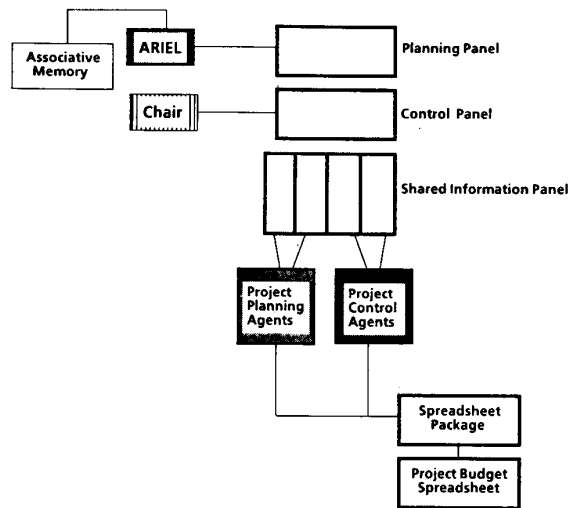 ARIEL
Planning Panel
Associative
Memory
Chair
Control Panel
Shared Information Panel
Project
Planning
Agents
Project
Control
Agents
Spreadsheet
Package
Project Budget
Spreadsheet